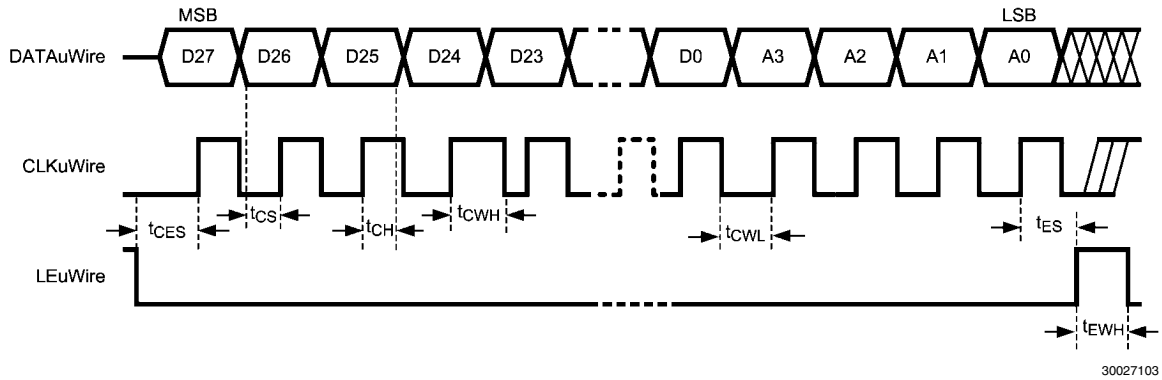 MSB LSB
DATAuWire D27 D26 D25 D24 D23 D0 A3 A2 A1 A0
CLKuWire
tCES tCS tCH tCWH tCWL tES
LEuWire
tEWH
30027103